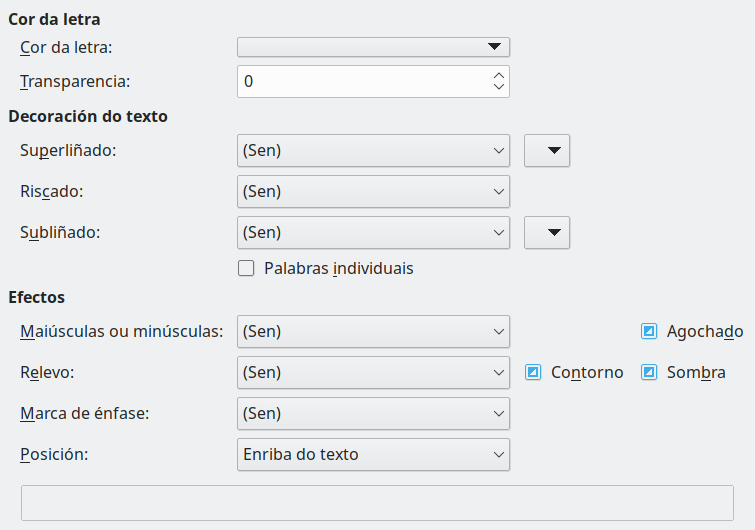 Cor da letra
Cor da letra:
Transparencia: 0
Decoración do texto
Superliñado: (Sen)
Riscado: (Sen)
Subliñado: (Sen)
Palabras individuais
Efectos
Maiúsculas ou minúsculas: (Sen) Agochado
Relevo: (Sen) Contorno Sombra
Marca de énfase: (Sen)
Posición: Enriba do texto